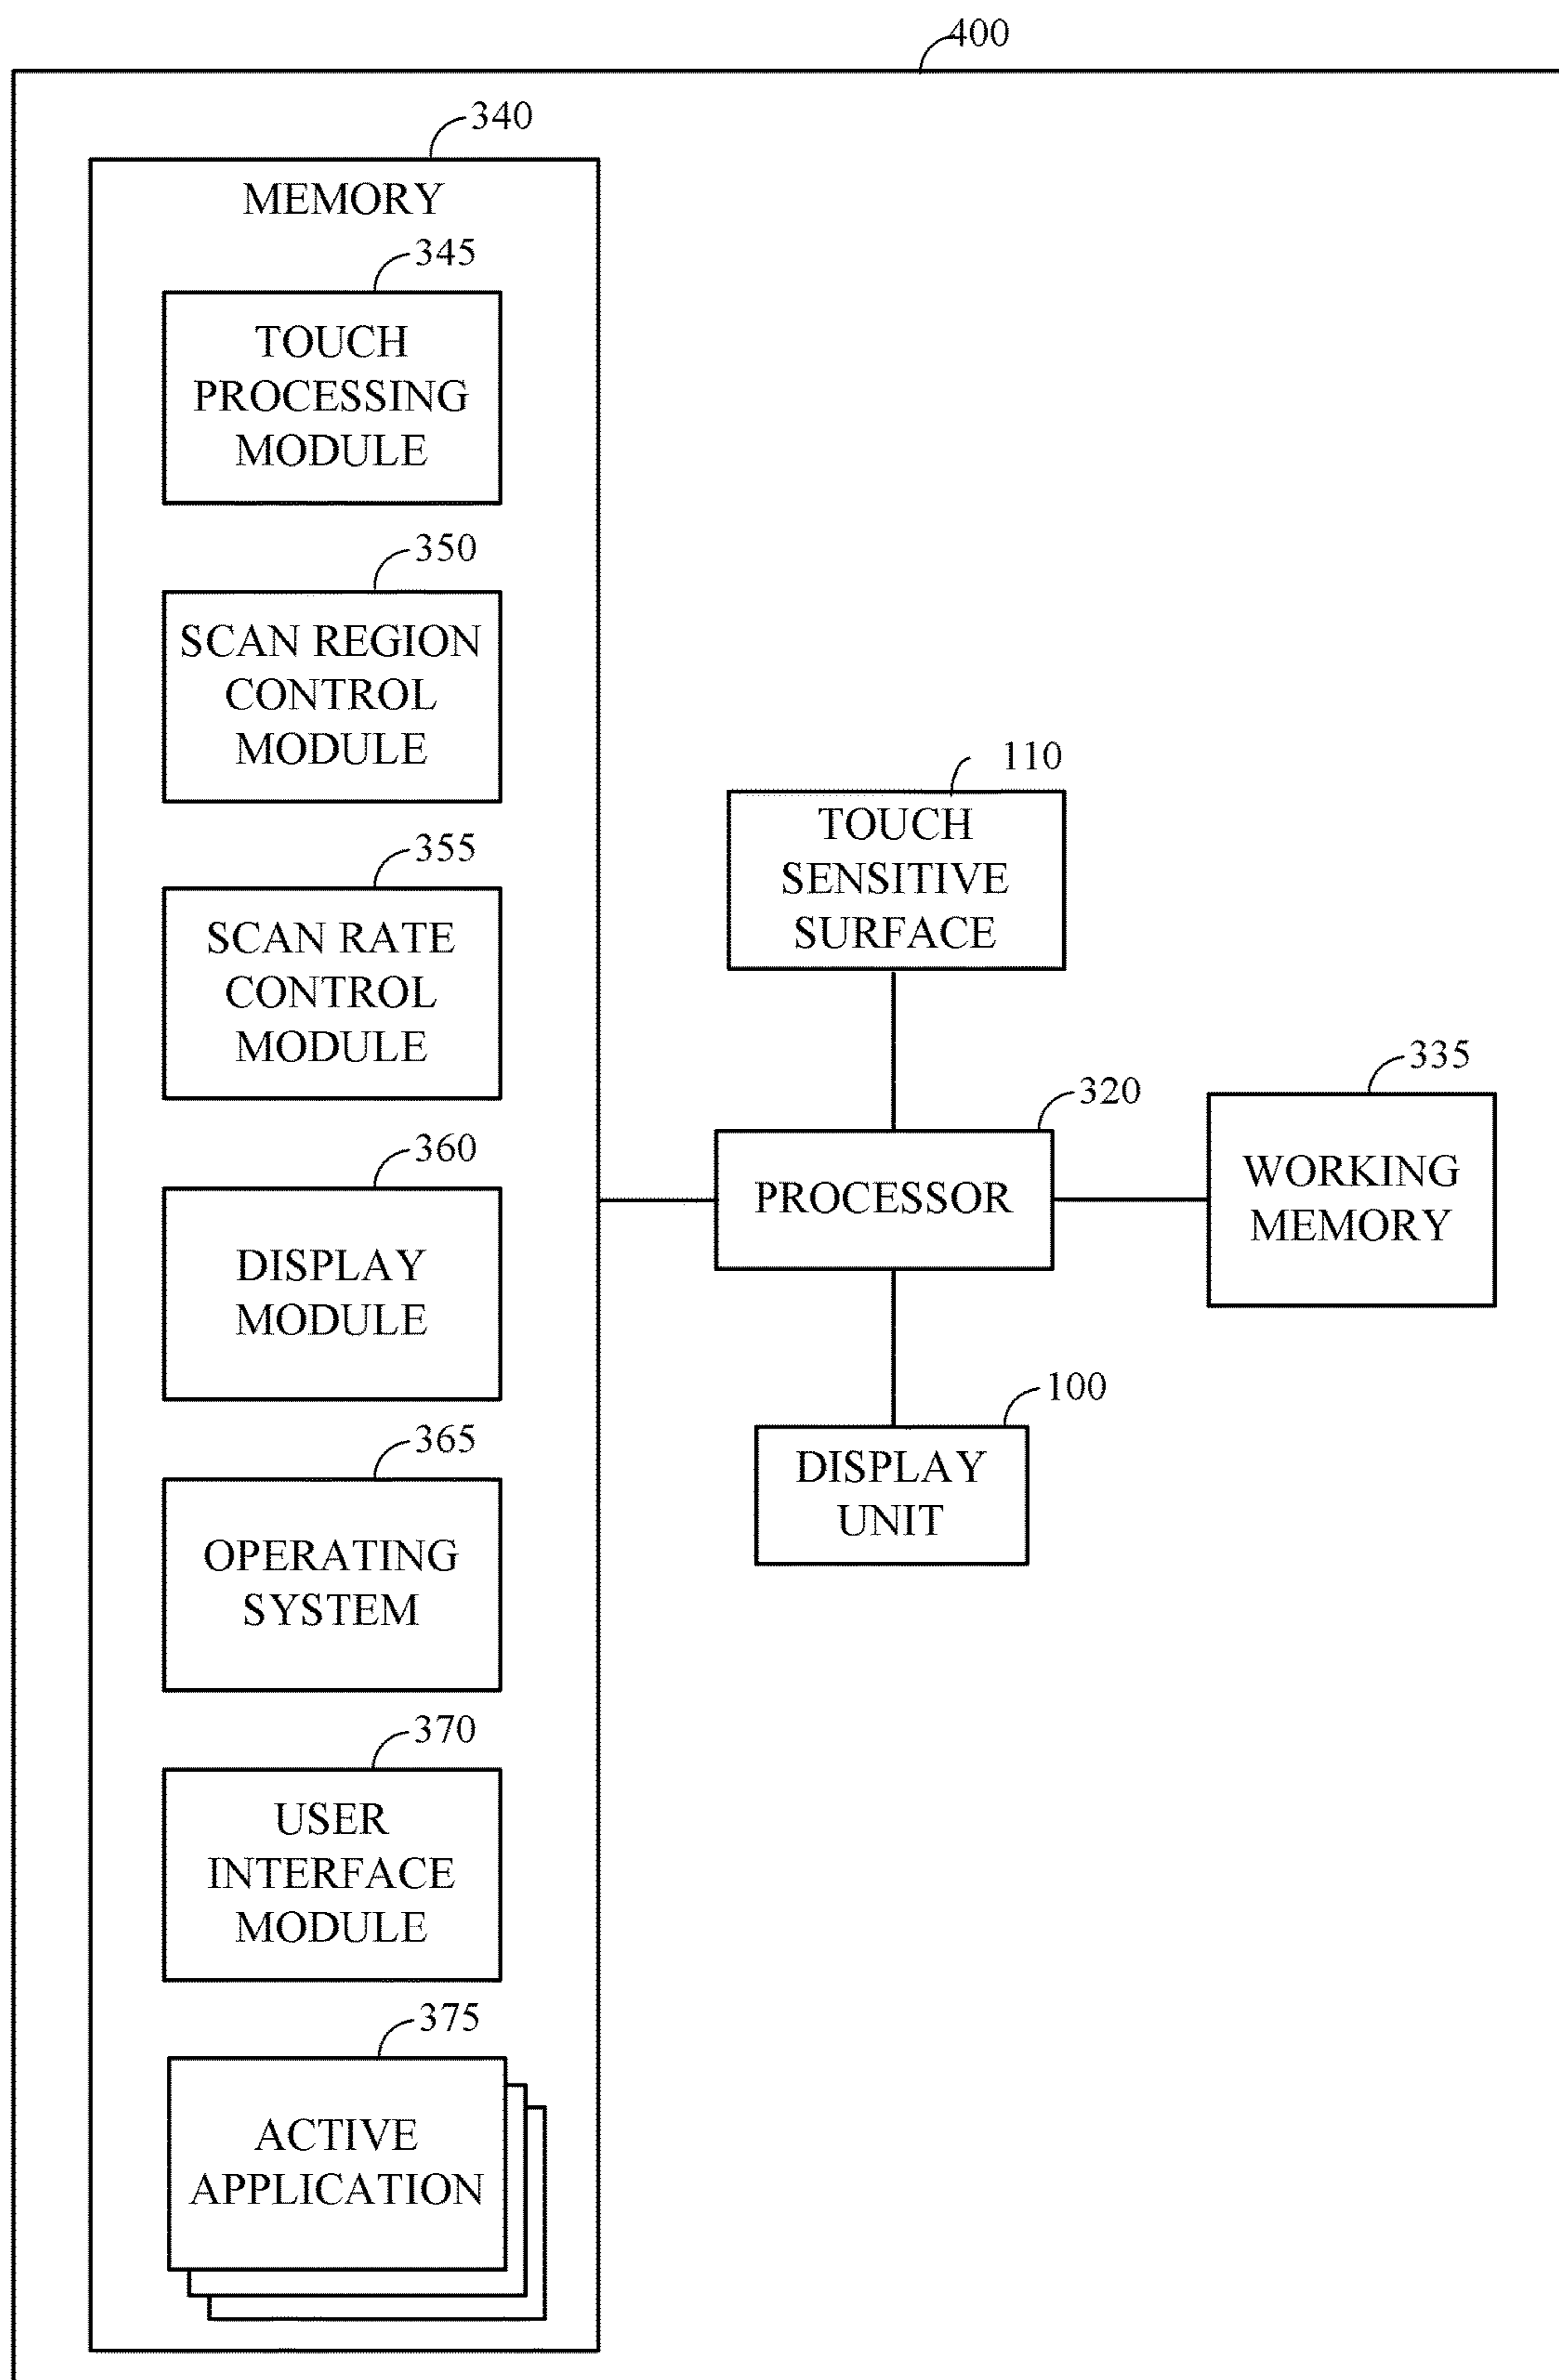 400
340
MEMORY
345
TOUCH
PROCESSING
MODULE
350
SCAN REGION
CONTROL
MODULE
355
SCAN RATE
CONTROL
MODULE
360
DISPLAY
MODULE
365
OPERATING
SYSTEM
370
USER
INTERFACE
MODULE
375
ACTIVE
APPLICATION
110
TOUCH
SENSITIVE
SURFACE
320
PROCESSOR
335
WORKING
MEMORY
100
DISPLAY
UNIT